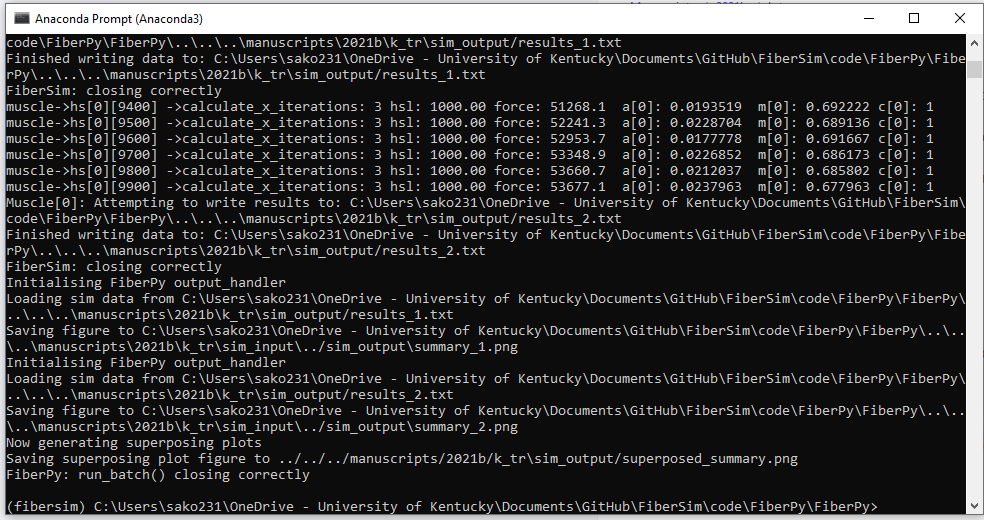 Anaconda Prompt (Anaconda3)
code\FiberPy\FiberPy\..\..\..\manuscripts\2021b\k_tr\sim_output/results_1.txt
Finished writing data to: C:\Users\sako231\OneDrive - University of Kentucky\Documents\GitHub\FiberSim\code\FiberPy\Fibe
rPy\..\..\..\manuscripts\2021b\k_tr\sim_output/results_1.txt
FiberSim: closing correctly
muscle->hs[0][9400] ->calculate_x_iterations: 3 hsl: 1000.00 force: 51268.1  a[0]: 0.0193519  m[0]: 0.692222 c[0]: 1
muscle->hs[0][9500] ->calculate_x_iterations: 3 hsl: 1000.00 force: 52241.3  a[0]: 0.0228704  m[0]: 0.689136 c[0]: 1
muscle->hs[0][9600] ->calculate_x_iterations: 3 hsl: 1000.00 force: 52953.7  a[0]: 0.0177778  m[0]: 0.691667 c[0]: 1
muscle->hs[0][9700] ->calculate_x_iterations: 3 hsl: 1000.00 force: 53348.9  a[0]: 0.0226852  m[0]: 0.686173 c[0]: 1
muscle->hs[0][9800] ->calculate_x_iterations: 3 hsl: 1000.00 force: 53660.7  a[0]: 0.0212037  m[0]: 0.685802 c[0]: 1
muscle->hs[0][9900] ->calculate_x_iterations: 3 hsl: 1000.00 force: 53677.1  a[0]: 0.0237963  m[0]: 0.677963 c[0]: 1
Muscle[0]: Attempting to write results to: C:\Users\sako231\OneDrive - University of Kentucky\Documents\GitHub\FiberSim\
code\FiberPy\FiberPy\..\..\..\manuscripts\2021b\k_tr\sim_output/results_2.txt
Finished writing data to: C:\Users\sako231\OneDrive - University of Kentucky\Documents\GitHub\FiberSim\code\FiberPy\Fibe
rPy\..\..\..\manuscripts\2021b\k_tr\sim_output/results_2.txt
FiberSim: closing correctly
Initialising FiberPy output_handler
Loading sim data from C:\Users\sako231\OneDrive - University of Kentucky\Documents\GitHub\FiberSim\code\FiberPy\FiberPy\
..\..\..\manuscripts\2021b\k_tr\sim_output/results_1.txt
Saving figure to C:\Users\sako231\OneDrive - University of Kentucky\Documents\GitHub\FiberSim\code\FiberPy\FiberPy\..\..
\..\manuscripts\2021b\k_tr\sim_input\../sim_output\summary_1.png
Initialising FiberPy output_handler
Loading sim data from C:\Users\sako231\OneDrive - University of Kentucky\Documents\GitHub\FiberSim\code\FiberPy\FiberPy\
..\..\..\manuscripts\2021b\k_tr\sim_output/results_2.txt
Saving figure to C:\Users\sako231\OneDrive - University of Kentucky\Documents\GitHub\FiberSim\code\FiberPy\FiberPy\..\..
\..\manuscripts\2021b\k_tr\sim_input\../sim_output\summary_2.png
Now generating superposing plots
Saving superposing plot figure to ../../../manuscripts/2021b/k_tr\sim_output/superposed_summary.png
FiberPy: run_batch() closing correctly
(fibersim) C:\Users\sako231\OneDrive - University of Kentucky\Documents\GitHub\FiberSim\code\FiberPy\FiberPy>